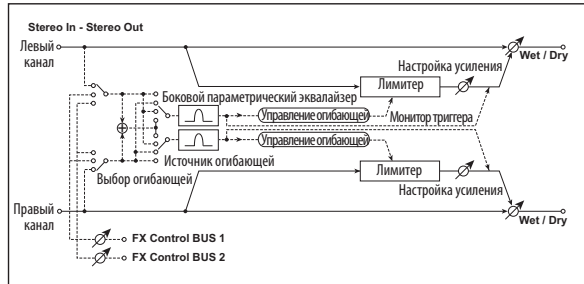 Stereo In - Stereo Out
Левый
канал
Wet / Dry
Настройка усиления
Лимитер
Боковой параметрический эквалайзер
Управление огибающей
Монитор триггера
Управление огибающей
Источник огибающей
Выбор огибающей
Лимитер
Настройка усиления
Правый
канал
Wet / Dry
FX Control BUS 1
FX Control BUS 2